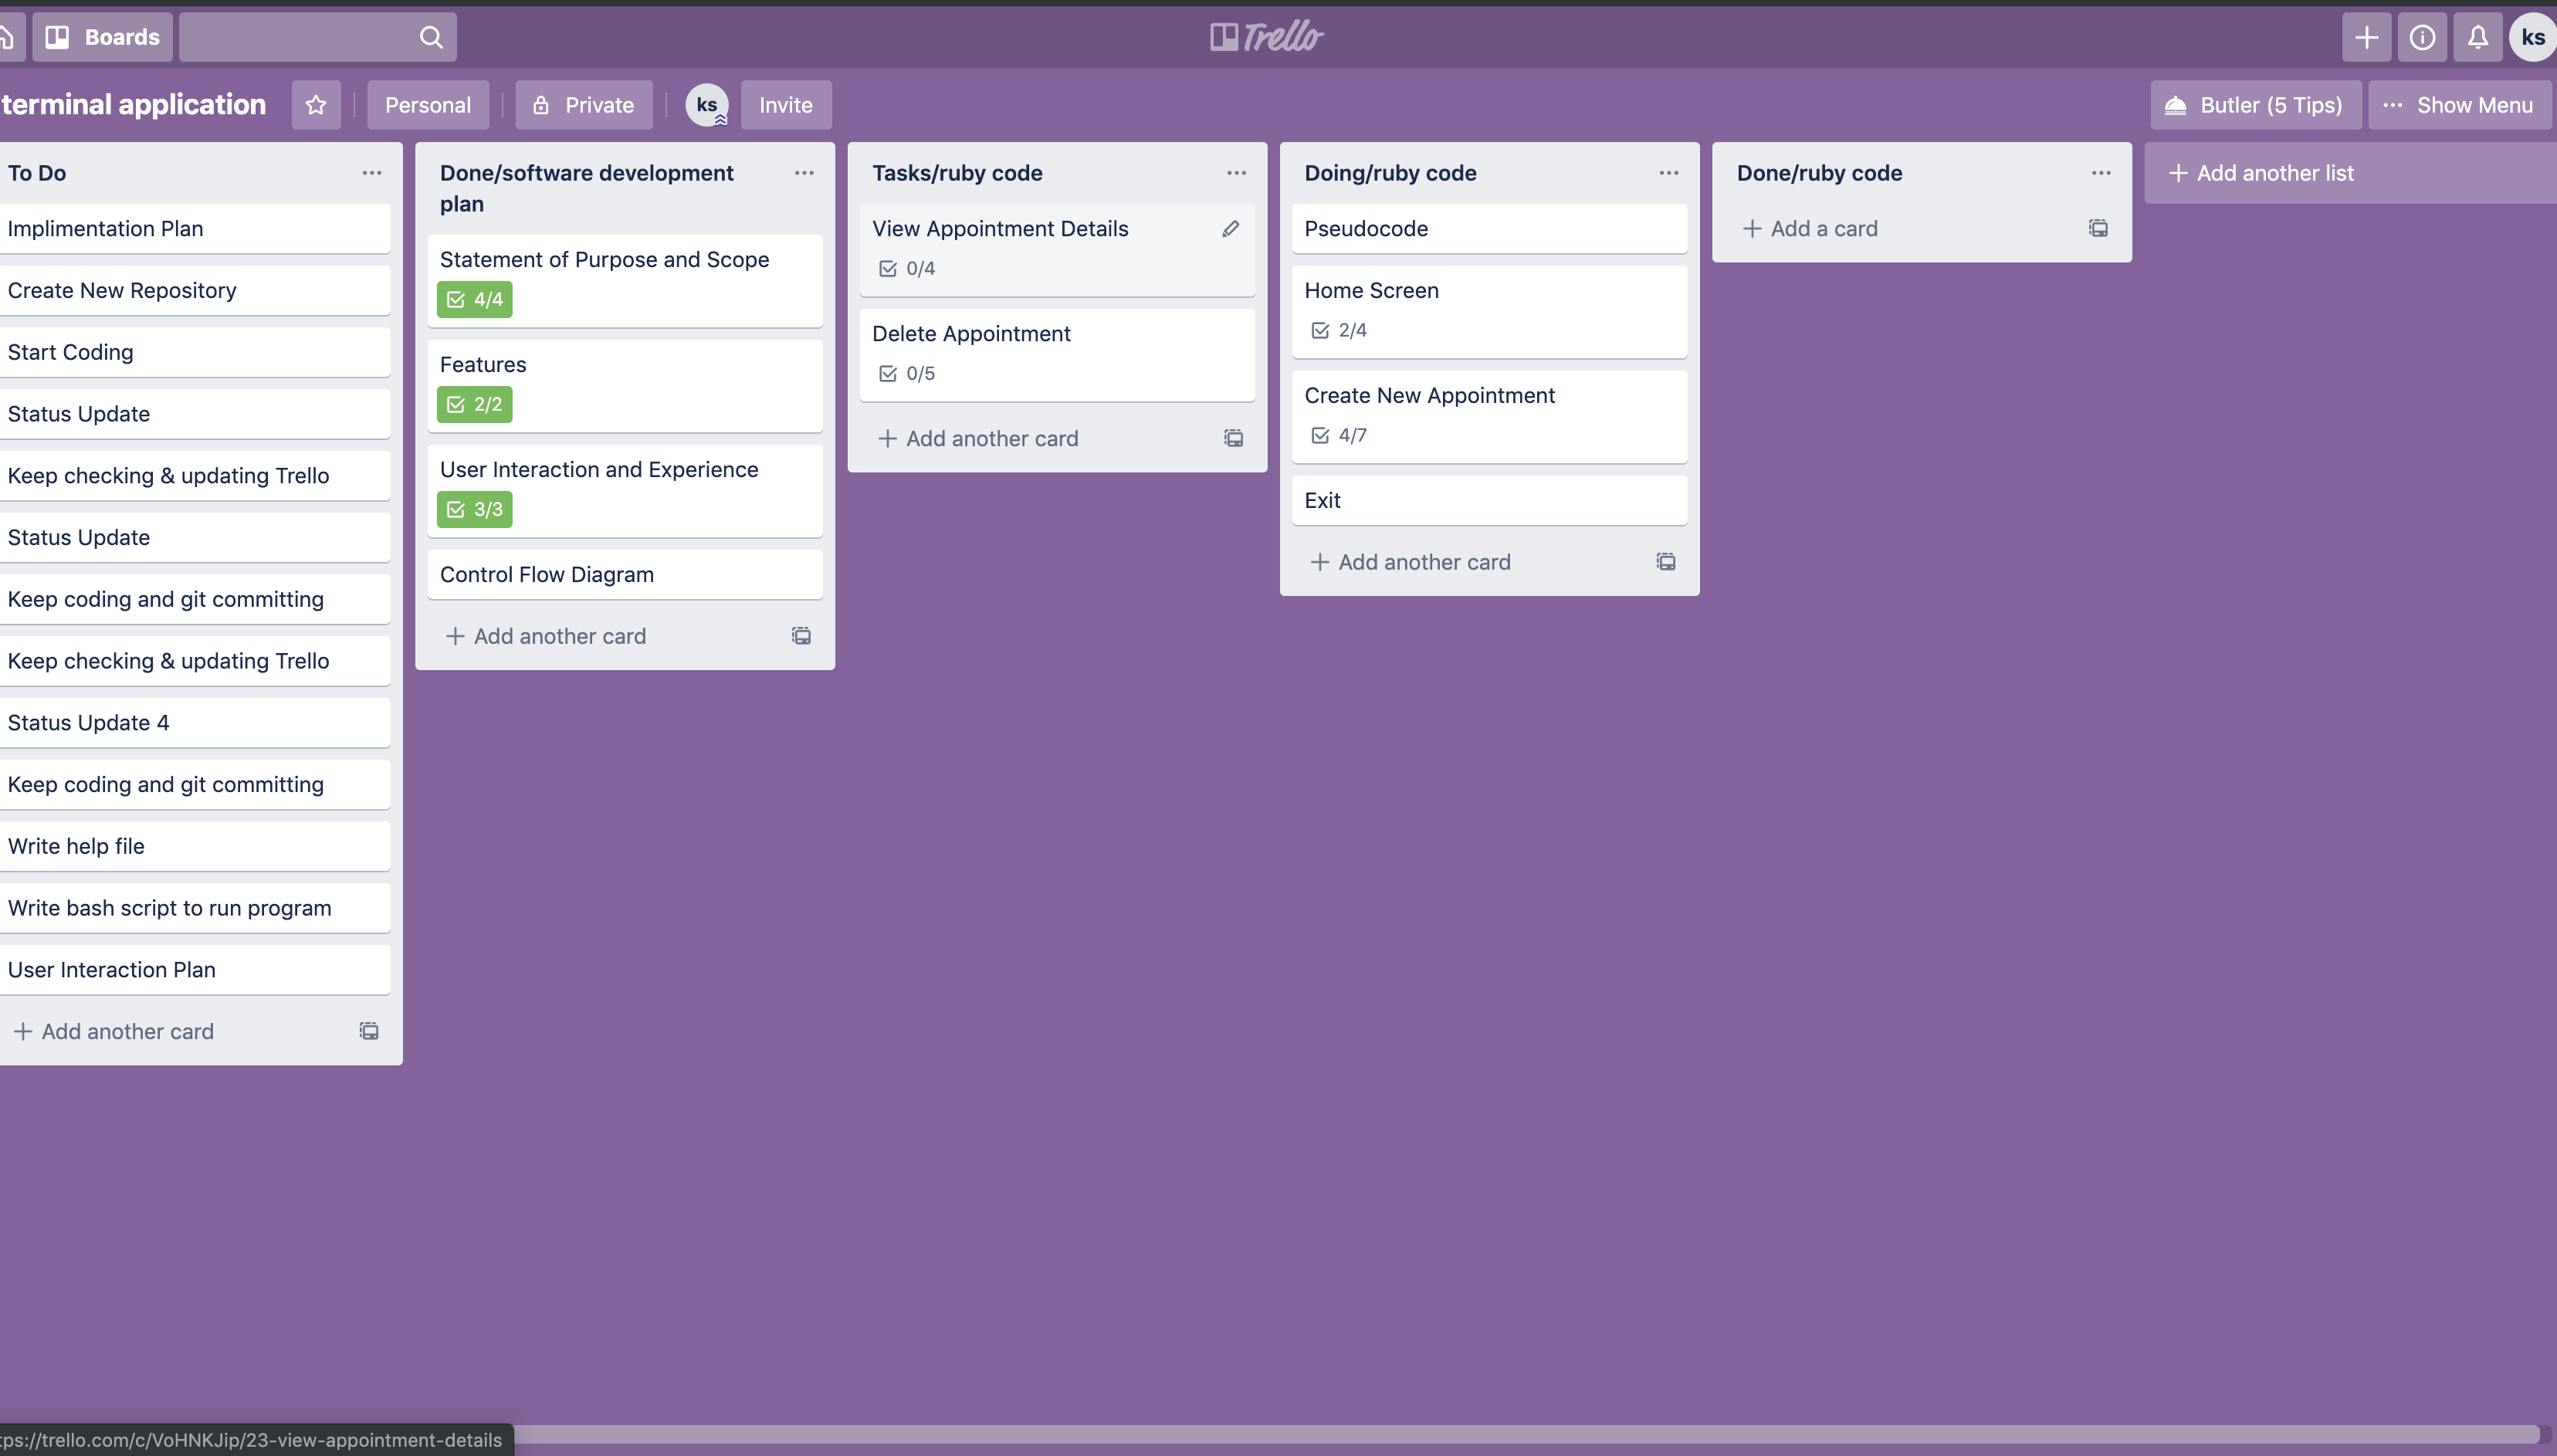 Boards
Trello
ks
terminal application
Personal
Private
ks
Invite
Butler (5 Tips)
... Show Menu
To Do
Implimentation Plan
Create New Repository
Start Coding
Status Update
Keep checking & updating Trello
Status Update
Keep coding and git committing
Keep checking & updating Trello
Status Update 4
Keep coding and git committing
Write help file
Write bash script to run program
User Interaction Plan
+ Add another card
Done/software development
plan
Statement of Purpose and Scope
4/4
Features
2/2
User Interaction and Experience
3/3
Control Flow Diagram
+ Add another card
Tasks/ruby code
View Appointment Details
0/4
Delete Appointment
0/5
+ Add another card
Doing/ruby code
Pseudocode
Home Screen
2/4
Create New Appointment
4/7
Exit
+ Add another card
Done/ruby code
+ Add a card
+ Add another list
tps://trello.com/c/VoHNKJip/23-view-appointment-details